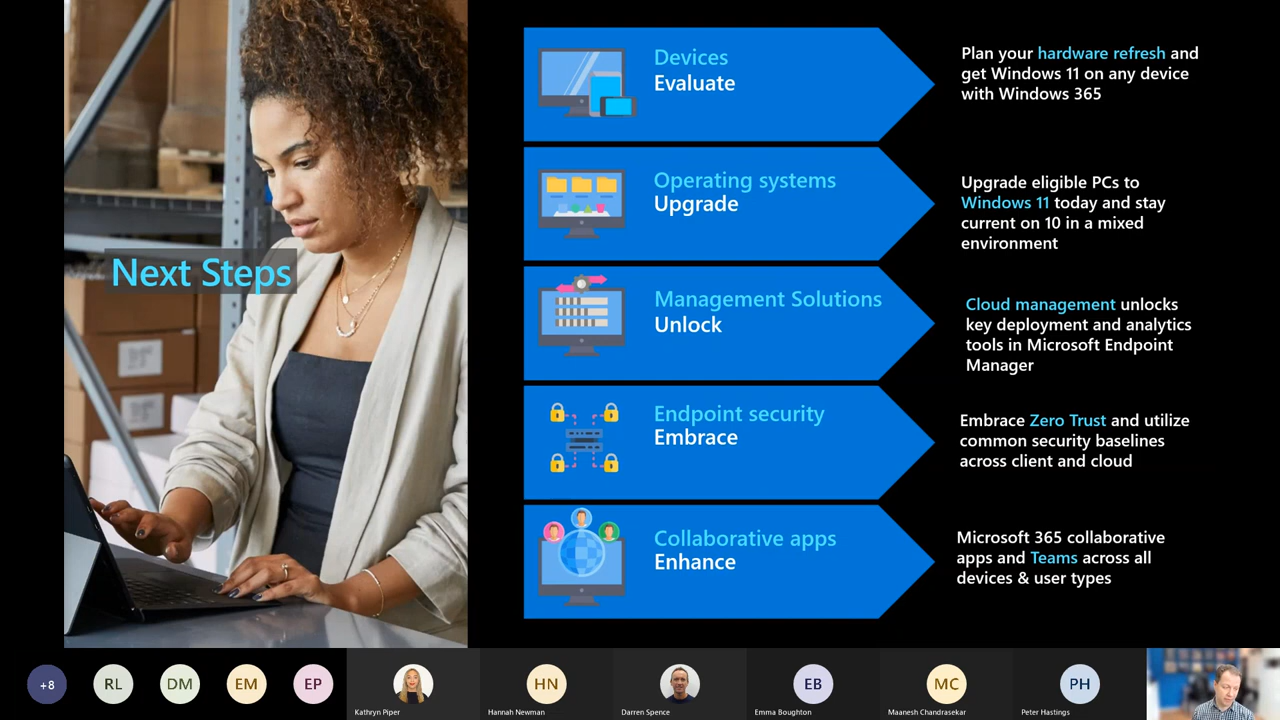 Next Steps
Devices
Evaluate
Plan your hardware refresh and
get Windows 11 on any device
with Windows 365
Operating systems
Upgrade
Upgrade eligible PCs to
Windows 11 today and stay
current on 10 in a mixed
environment
Management Solutions
Unlock
Cloud management unlocks
key deployment and analytics
tools in Microsoft Endpoint
Manager
Endpoint security
Embrace
Embrace Zero Trust and utilize
common security baselines
across client and cloud
Collaborative apps
Enhance
Microsoft 365 collaborative
apps and Teams across all
devices & user types
+8
RL
DM
EM
EP
Kathryn Piper
HN
Hannah Newman
Darren Spence
EB
Emma Boughton
MC
Maanesh Chandrasekar
PH
Peter Hastings